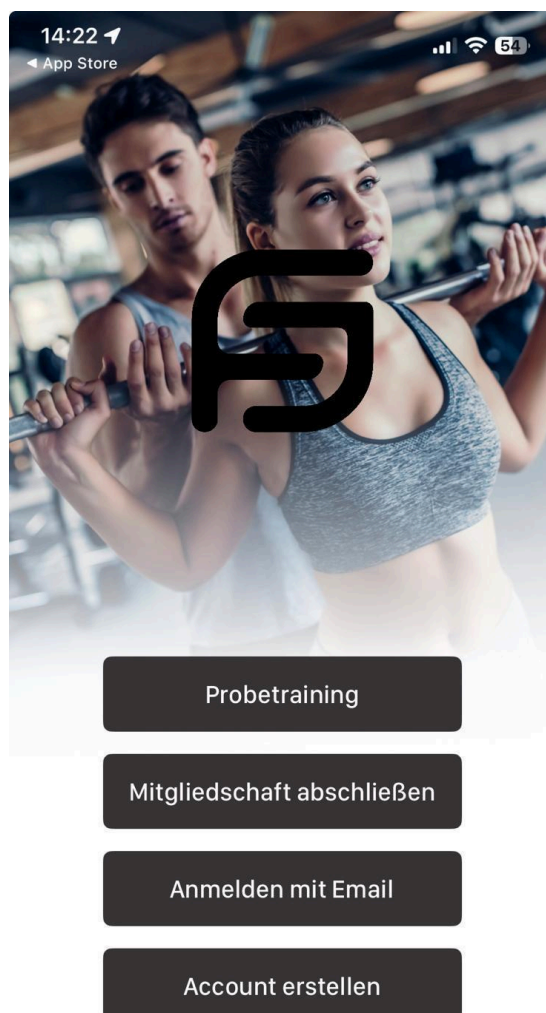 14:22
54
◀ App Store
Probetraining
Mitgliedschaft abschließen
Anmelden mit Email
Account erstellen